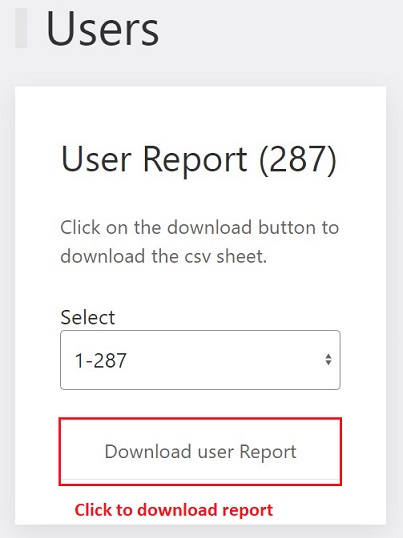 Users
User Report (287)
Click on the download button to
download the csv sheet.
Select
1-287
Download user Report
Click to download report